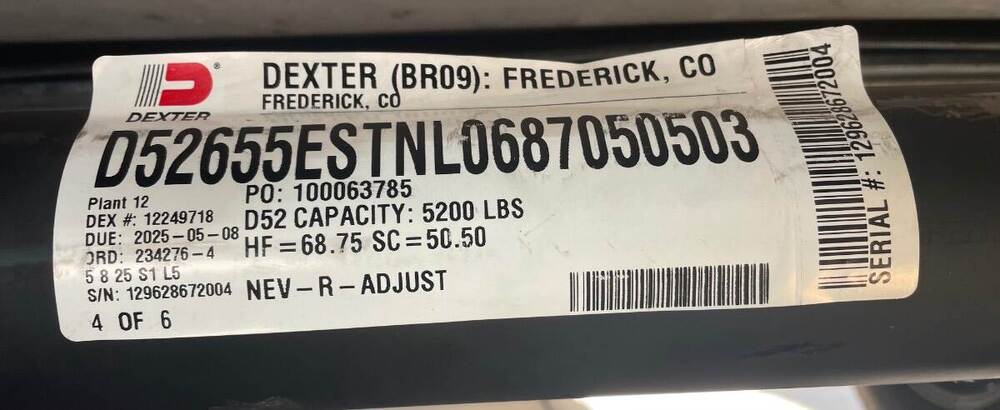 DEXTER
DEXTER (BR09): FREDERICK, CO
FREDERICK, CO
D52655ESTNL0687050503
Plant 12
DEX #: 12249718
DUE: 2025-05-08
ORD: 234276-4
5 8 25 S1 L5
S/N: 129628672004
4 OF 6
PO: 100063785
D52 CAPACITY: 5200 LBS
HF=68.75 SC=50.50
NEV-R-ADJUST
SERIAL #: 129628672004